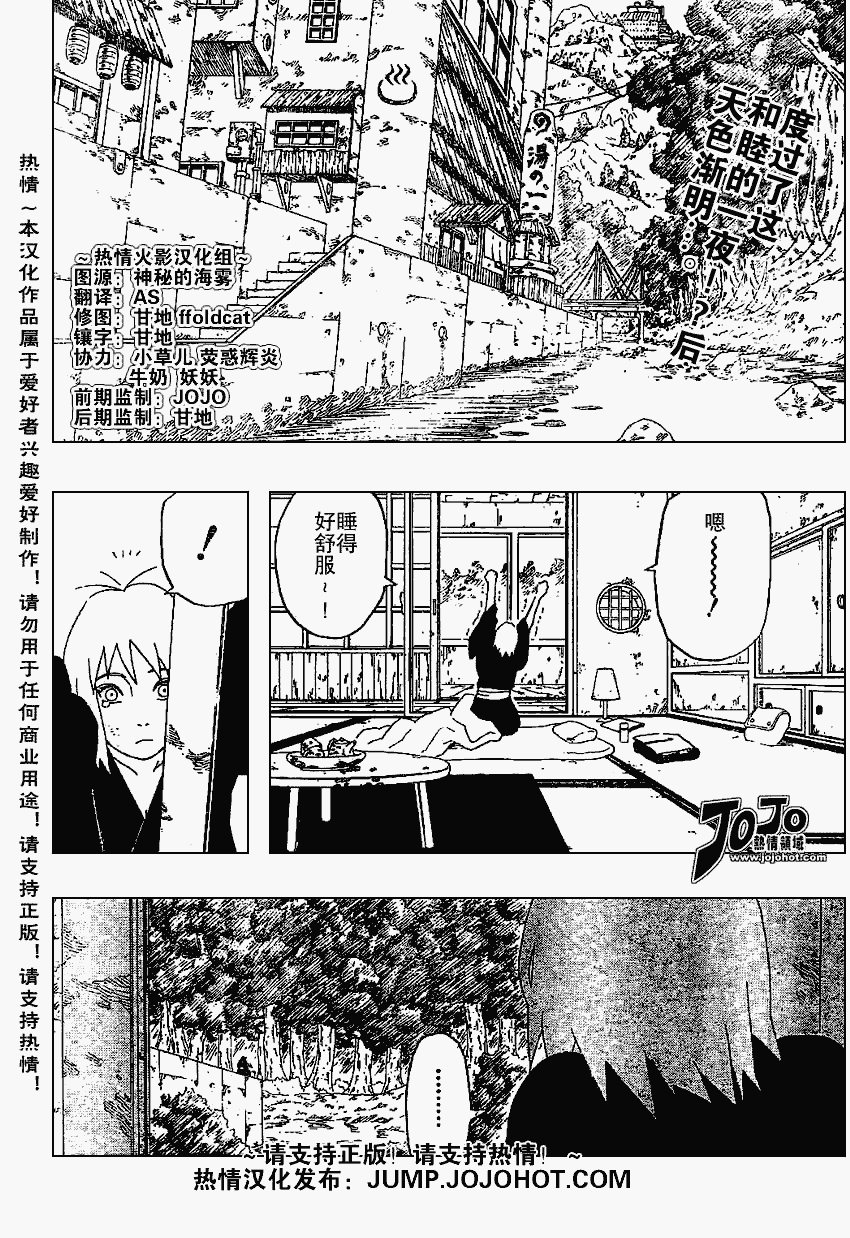 度过了这
和睦的一夜！？后
天色渐明…。
の湯の一
～热情火影汉化组～
图源：神秘的海雾
翻译：AS
修图：甘地 ffoldcat
镶字：甘地
协力：小草儿 荧惑辉炎
牛奶 妖妖
前期监制：JOJO
后期监制：甘地
热情～本汉化作品属于爱好者兴趣爱好制作！请勿用于任何商业用途！请支持正版！请支持热情！
嗯～～～！
睡得
好舒服～！
！
JOJO
熱情領域
www.jojohot.com
………
～请支持正版！请支持热情！～
热情汉化发布：JUMP.JOJOHOT.COM